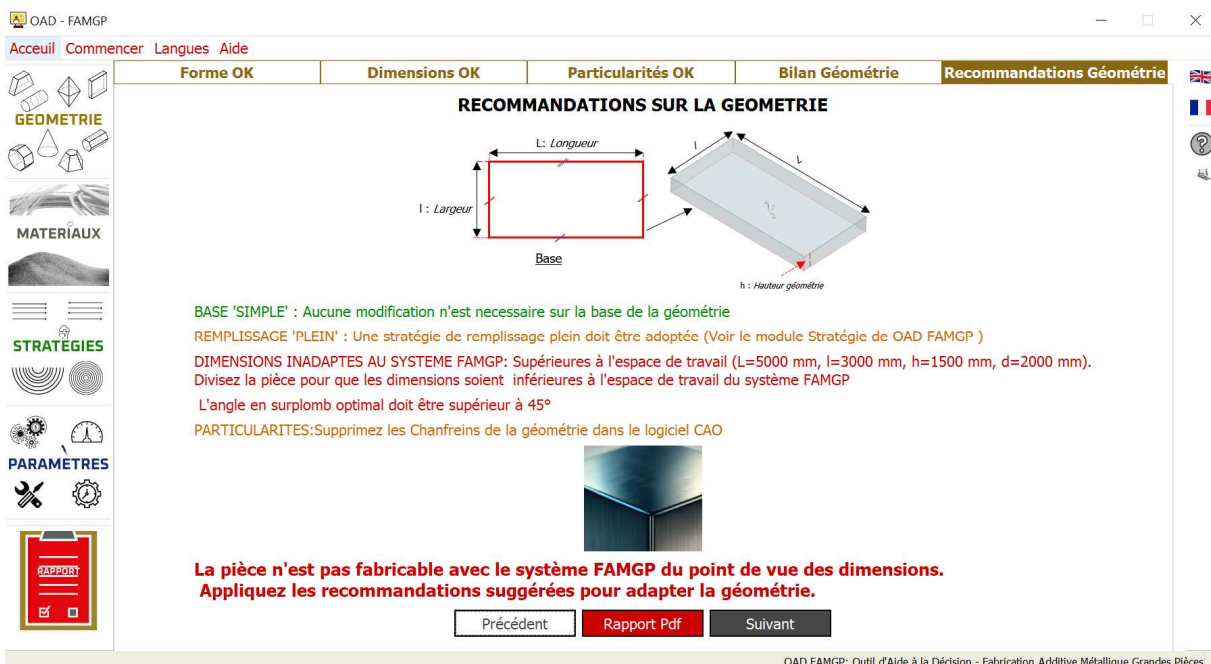 OAD - FAMGP
Acceuil Commencer Langues Aide
Forme OK Dimensions OK Particularités OK Bilan Géométrie Recommandations Géométrie
GEOMETRIE
MATERIAUX
STRATEGIES
PARAMETRES
RAPPORT
RECOMMANDATIONS SUR LA GEOMETRIE
L: Longueur
l : Largeur
Base
l
L
h : Hauteur géométrie
BASE 'SIMPLE' : Aucune modification n'est necessaire sur la base de la géométrie
REMPLISSAGE 'PLEIN' : Une stratégie de remplissage plein doit être adoptée (Voir le module Stratégie de OAD FAMGP )
DIMENSIONS INADAPTES AU SYSTEME FAMGP: Supérieures à l'espace de travail (L=5000 mm, l=3000 mm, h=1500 mm, d=2000 mm).
Divisez la pièce pour que les dimensions soient inférieures à l'espace de travail du système FAMGP
L'angle en surplomb optimal doit être supérieur à 45°
PARTICULARITES:Supprimez les Chanfreins de la géométrie dans le logiciel CAO
La pièce n'est pas fabricable avec le système FAMGP du point de vue des dimensions.
Appliquez les recommandations suggérées pour adapter la géométrie.
Précédent Rapport Pdf Suivant
OAD FAMGP: Outil d'Aide à la Décision - Fabrication Additive Métallique Grandes Pièces